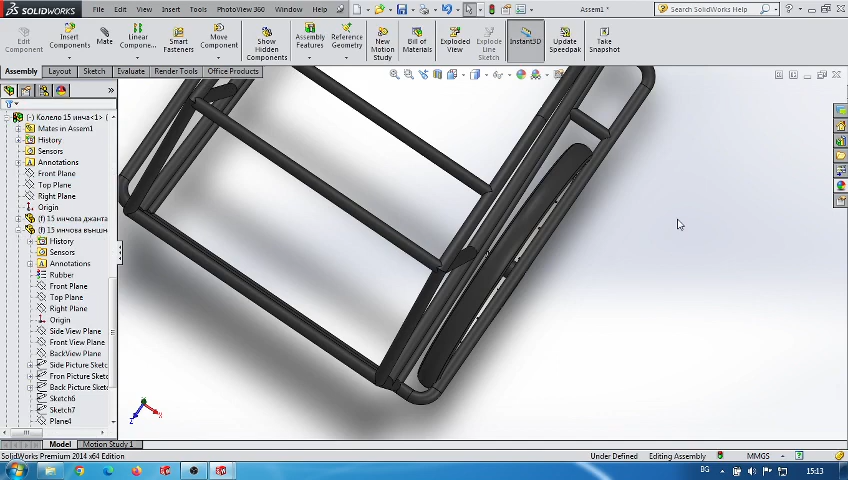 SOLIDWORKS File Edit View Insert Tools PhotoView 360 Window Help Assem1 * Search SolidWorks Help
Edit Component Insert Components Mate Linear Compone... Smart Fasteners Move Component Show Hidden Components Assembly Features Reference Geometry New Motion Study Bill of Materials Exploded View Explode Line Sketch Instant3D Update Speedpak Take Snapshot
Assembly Layout Sketch Evaluate Render Tools Office Products
(-) Колело 15 инча<1> (
Mates in Assem1
History
Sensors
Annotations
Front Plane
Top Plane
Right Plane
Origin
(f) 15 инчова джанта
(f) 15 инчова външн
History
Sensors
Annotations
Rubber
Front Plane
Top Plane
Right Plane
Origin
Side View Plane
Front View Plane
BackView Plane
Side Picture Sketc
Fron Picture Sketc
Back Picture Sketc
Sketch6
Sketch7
Plane4
X
Z
Model Motion Study 1
SolidWorks Premium 2014 x64 Edition Under Defined Editing Assembly MMGS
BG 15:13